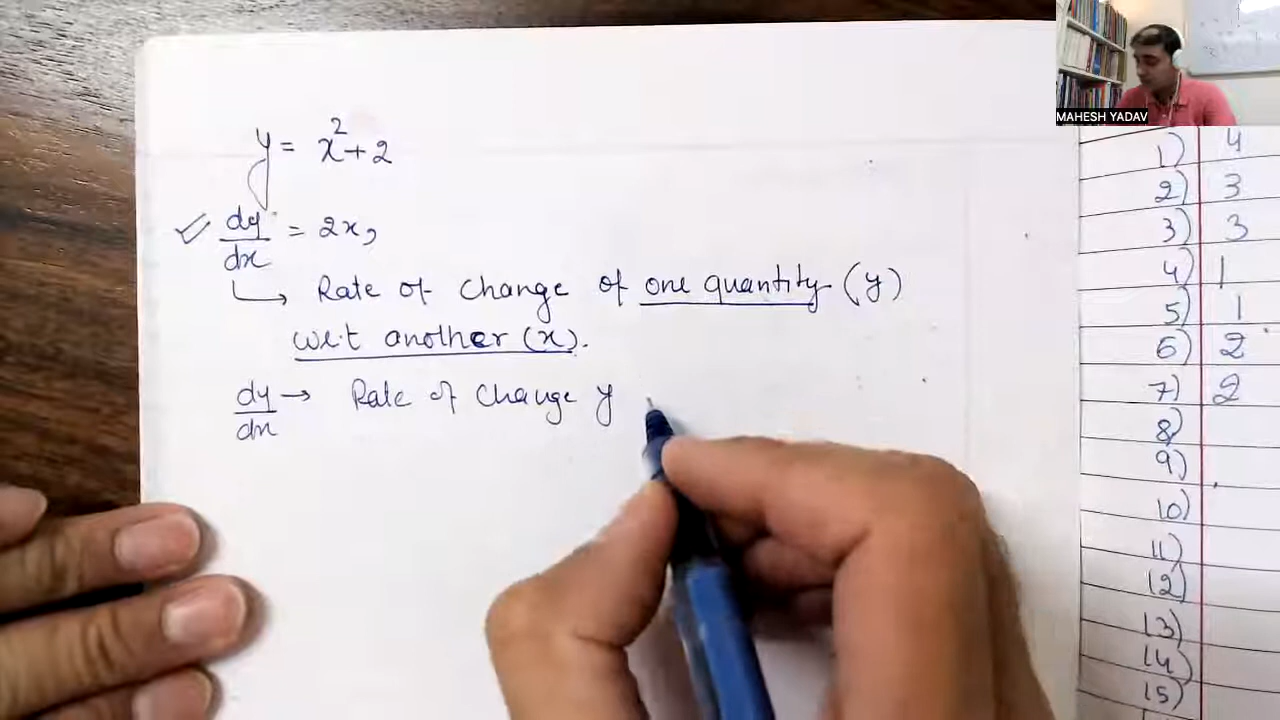 y = x² + 2
dy/dx = 2x,
Rate of change of one quantity (y)
w.r.t another (x).
dy/dx → Rate of change y
MAHESH YADAV
1) 4
2) 3
3) 3
4) 1
5) 1
6) 2
7) 2
8)
9)
10)
11)
12)
13)
14)
15)